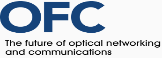 OFC
The future of optical networking
and communications